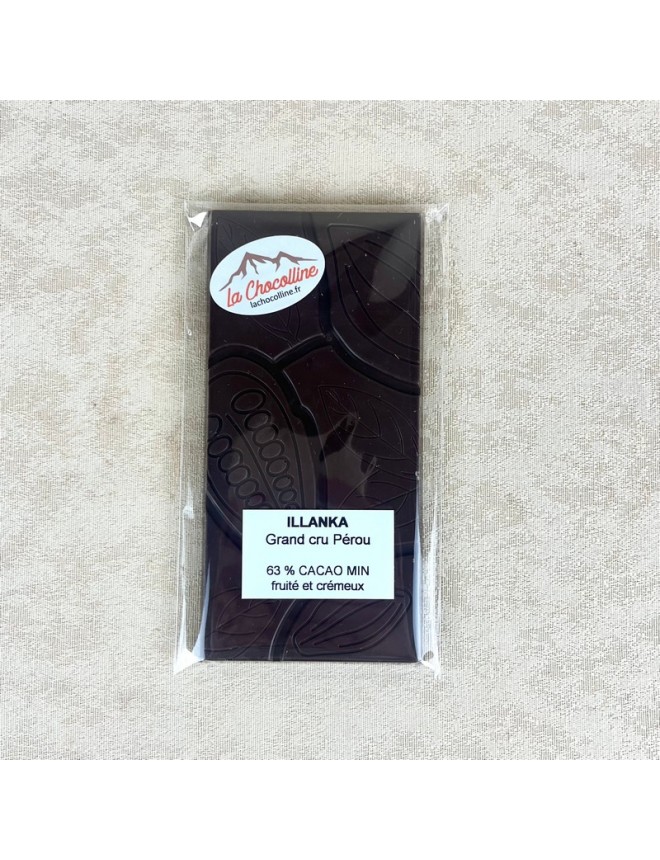 la Chocolline
lachocolline.fr
ILLANKA
Grand cru Pérou
63 % CACAO MIN
fruité et crémeux